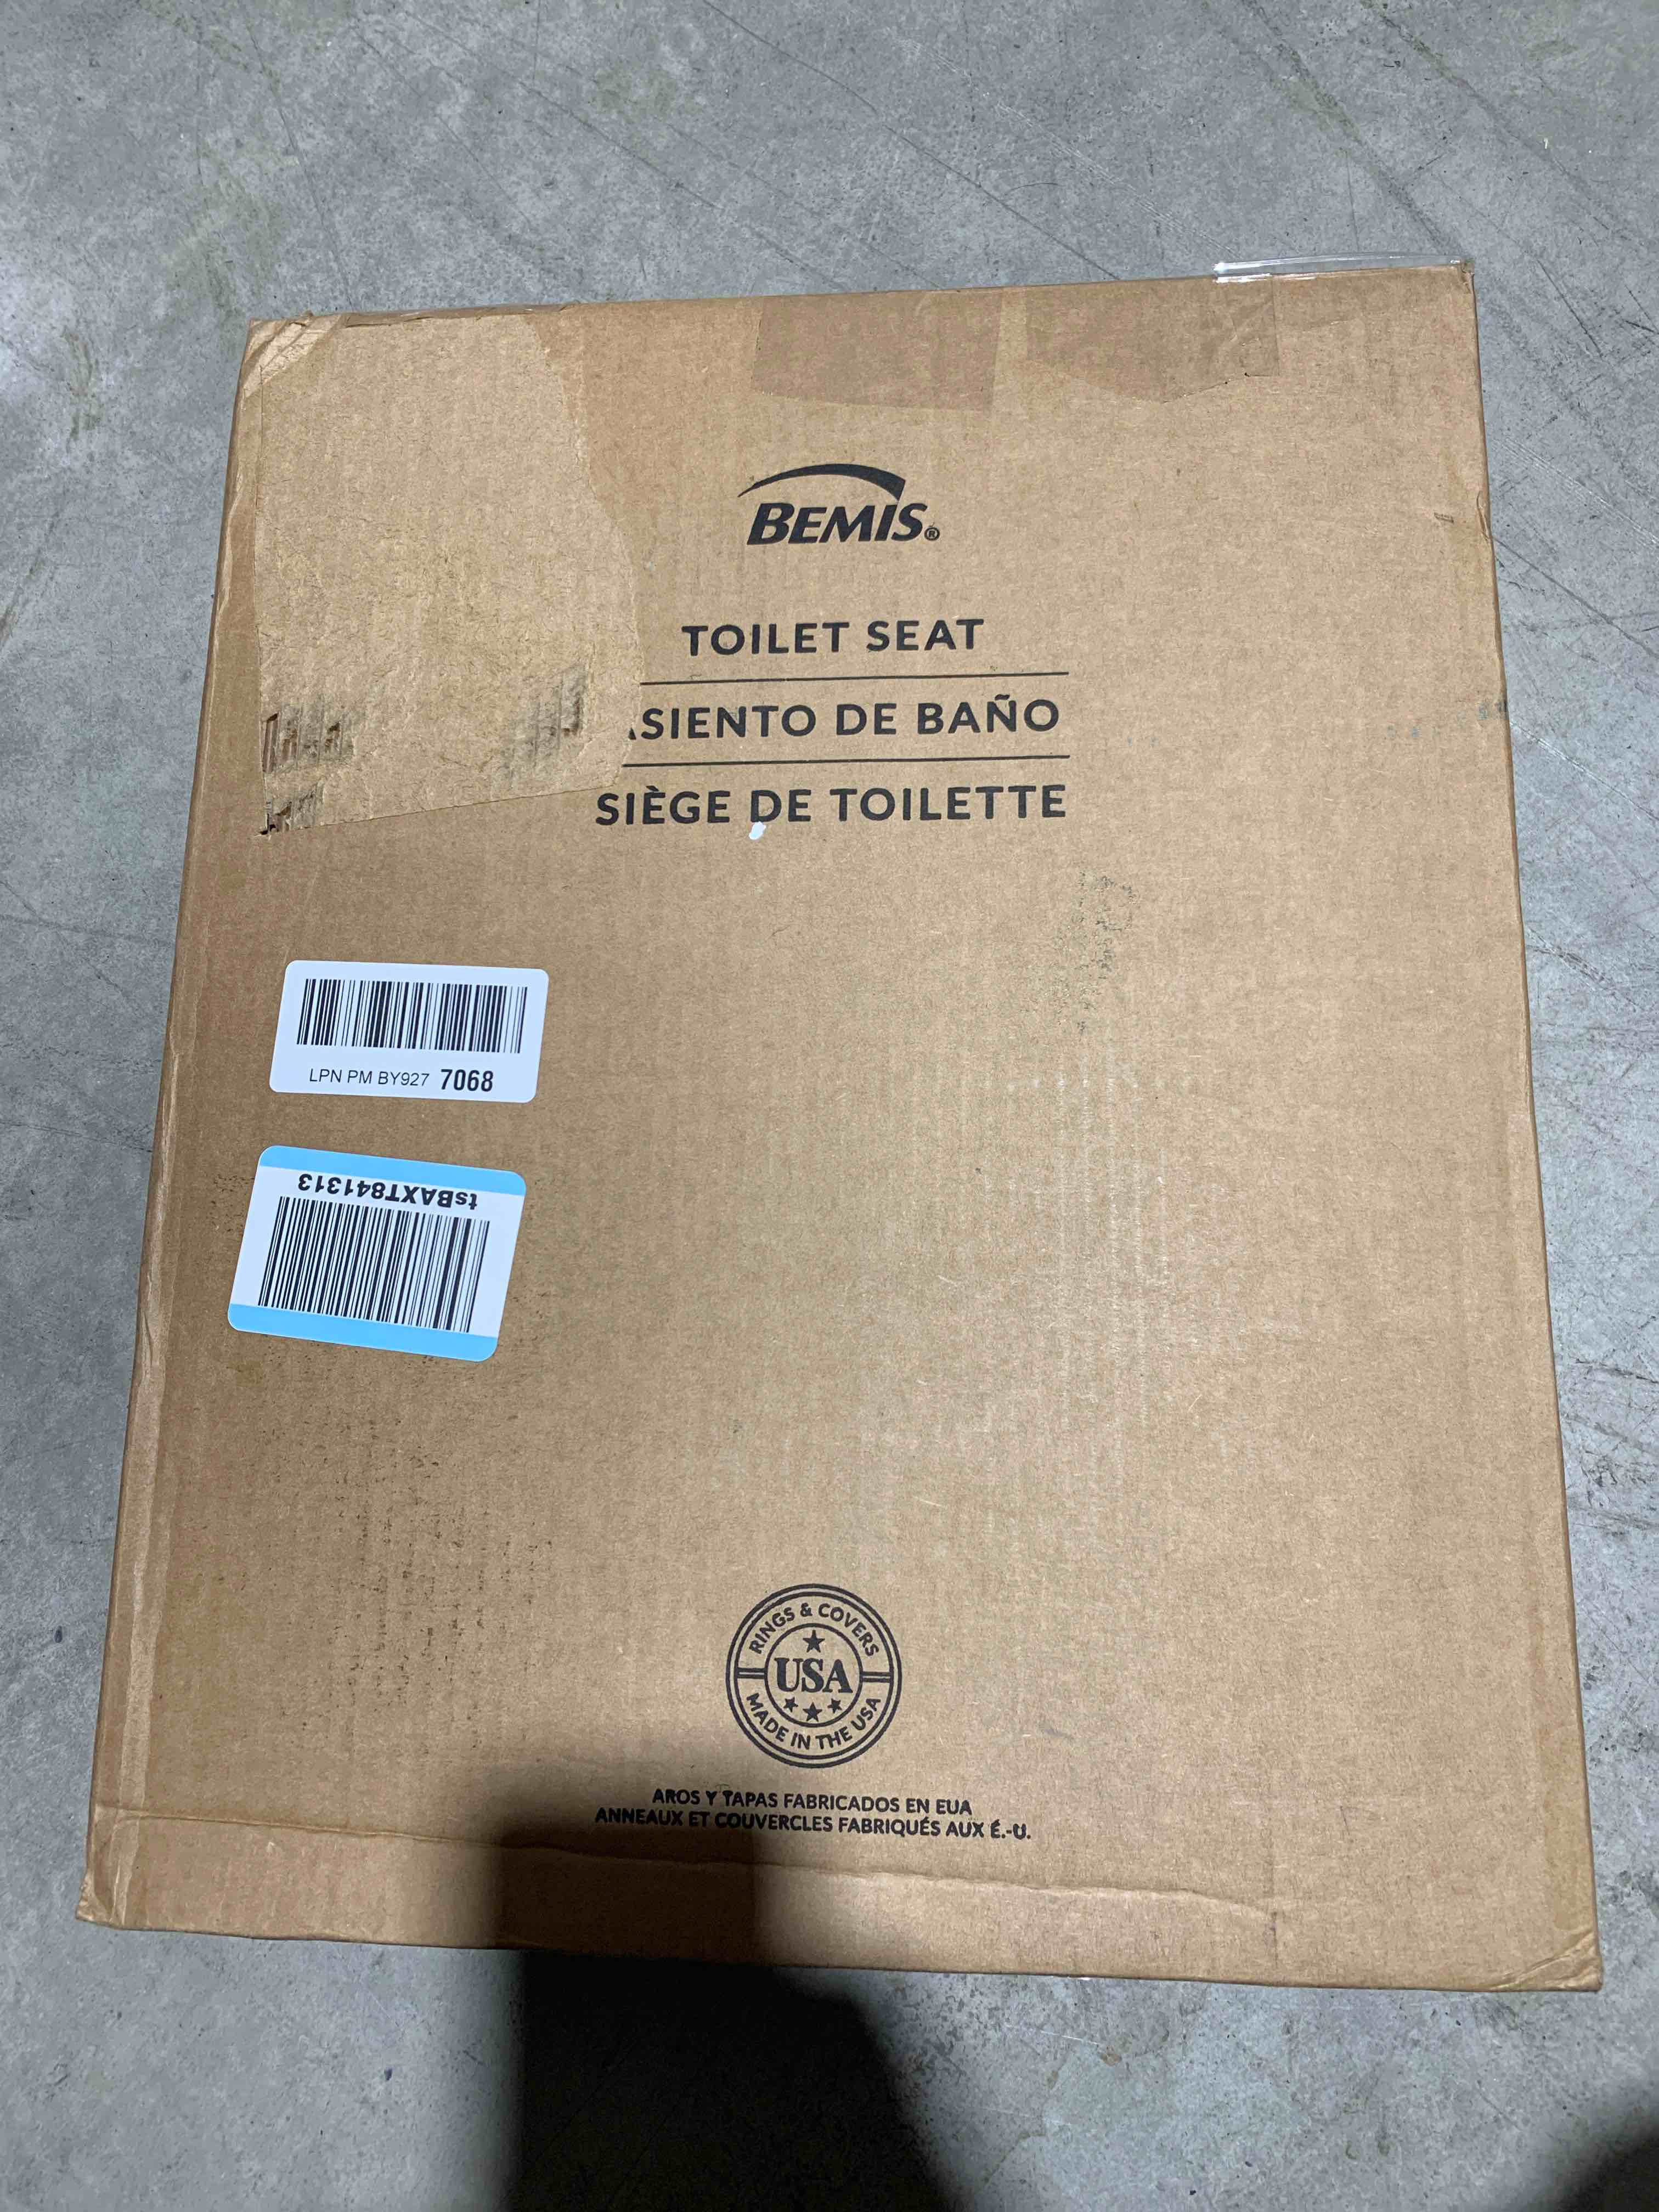 BEMIS®
TOILET SEAT
ASIENTO DE BAÑO
SIÈGE DE TOILETTE
LPN PM BY927 7068
tsBAXT841313
RINGS & COVERS
USA
MADE IN THE USA
AROS Y TAPAS FABRICADOS EN EUA
ANNEAUX ET COUVERCLES FABRIQUÉS AUX É.-U.